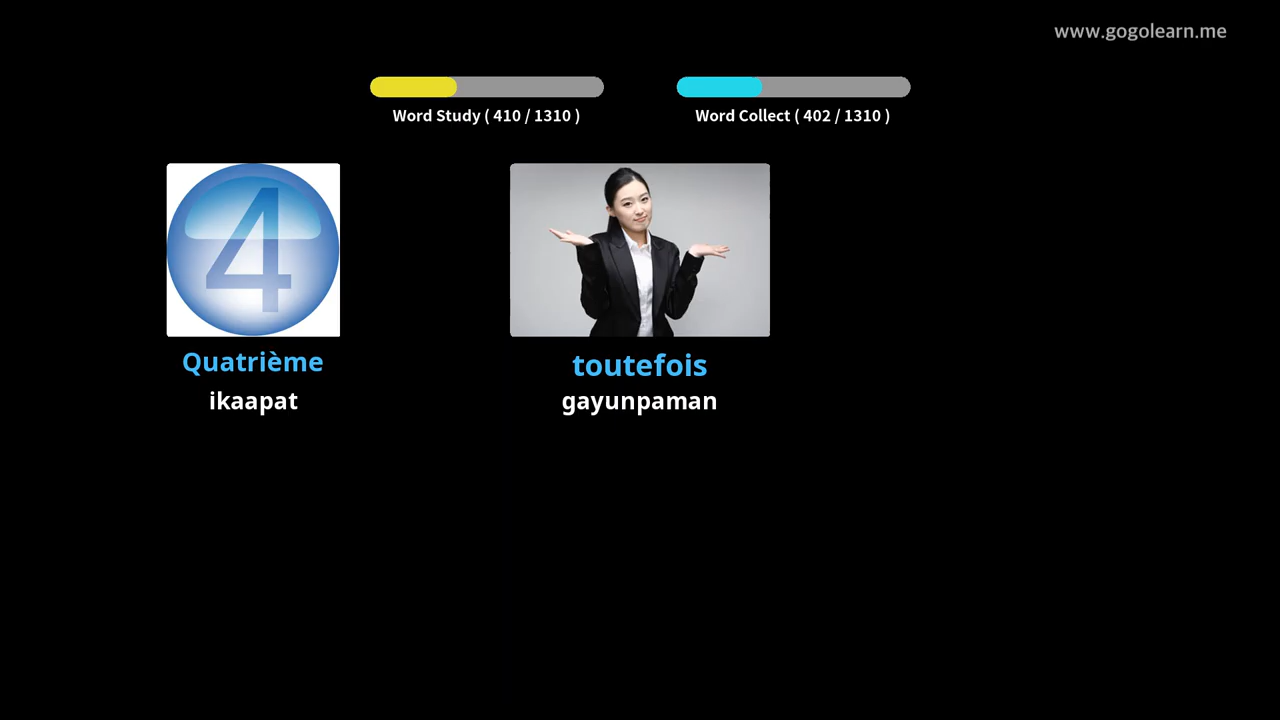 www.gogolearn.me
Word Study ( 410 / 1310 )
Word Collect ( 402 / 1310 )
4
Quatrième
ikaapat
toutefois
gayunpaman